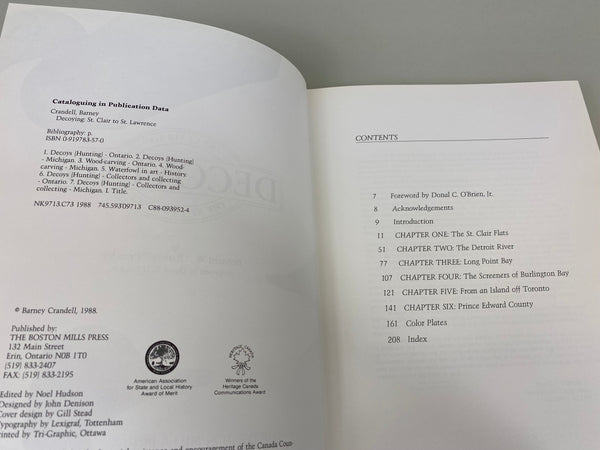 Cataloguing in Publication Data
Crandell, Barney
Decoying: St. Clair to St. Lawrence
Bibliography: p.
ISBN 0-919783-57-0
1. Decoys (Hunting) - Ontario. 2. Decoys (Hunting)
- Michigan. 3. Wood-carving - Ontario. 4. Wood-
carving - Michigan. 5. Waterfowl in art - History.
6. Decoys (Hunting) - Collectors and collecting
- Ontario. 7. Decoys (Hunting) - Collectors and
collecting - Michigan. I. Title.
NK9713.C73 1988 745.593D9713 C88-093952-4
© Barney Crandell, 1988.
Published by:
THE BOSTON MILLS PRESS
132 Main Street
Erin, Ontario N0B 1T0
(519) 833-2407
FAX: (519) 833-2195
American Association
for State and Local History
Award of Merit
HERITAGE CANADA
Winners of the
Heritage Canada
Communications Award
Edited by Noel Hudson
Designed by John Denison
Cover design by Gill Stead
Typography by Lexigraf, Tottenham
Printed by Tri-Graphic, Ottawa
and encouragement of the Canada Coun-
CONTENTS
7 Foreword by Donal C. O'Brien, Jr.
8 Acknowledgements
9 Introduction
11 CHAPTER ONE: The St. Clair Flats
51 CHAPTER TWO: The Detroit River
77 CHAPTER THREE: Long Point Bay
107 CHAPTER FOUR: The Screeners of Burlington Bay
121 CHAPTER FIVE: From an Island off Toronto
141 CHAPTER SIX: Prince Edward County
161 Color Plates
208 Index